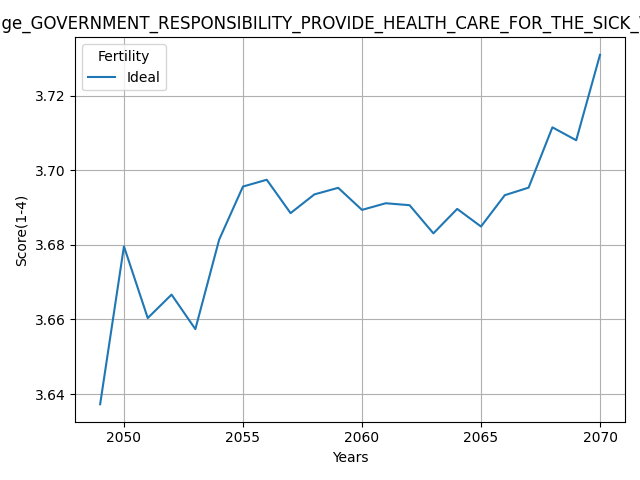 ge_GOVERNMENT_RESPONSIBILITY_PROVIDE_HEALTH_CARE_FOR_THE_SICK_
Fertility
Ideal
3.72
3.70
3.68
3.66
3.64
Score(1-4)
2050 2055 2060 2065 2070
Years